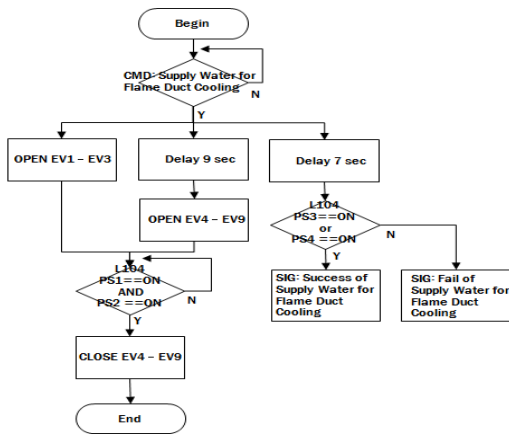 Begin
CMD: Supply Water for
Flame Duct Cooling
N
Y
OPEN EV1 – EV3
Delay 9 sec
Delay 7 sec
OPEN EV4 – EV9
L104
PS3==ON
or
PS4 ==ON
N
Y
L104
PS1==ON
AND
PS2 ==ON
N
Y
SIG: Success of
Supply Water for
Flame Duct
Cooling
SIG: Fail of
Supply Water for
Flame Duct
Cooling
CLOSE EV4 – EV9
End